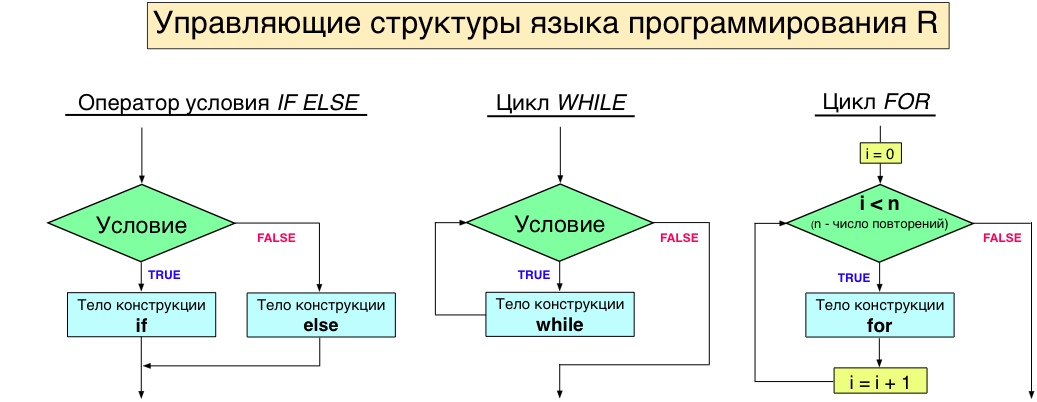 Управляющие структуры языка программирования R
Оператор условия IF ELSE
Условие
FALSE
TRUE
Тело конструкции
if
Тело конструкции
else
Цикл WHILE
Условие
FALSE
TRUE
Тело конструкции
while
Цикл FOR
i = 0
i < n
(n - число повторений)
FALSE
TRUE
Тело конструкции
for
i = i + 1